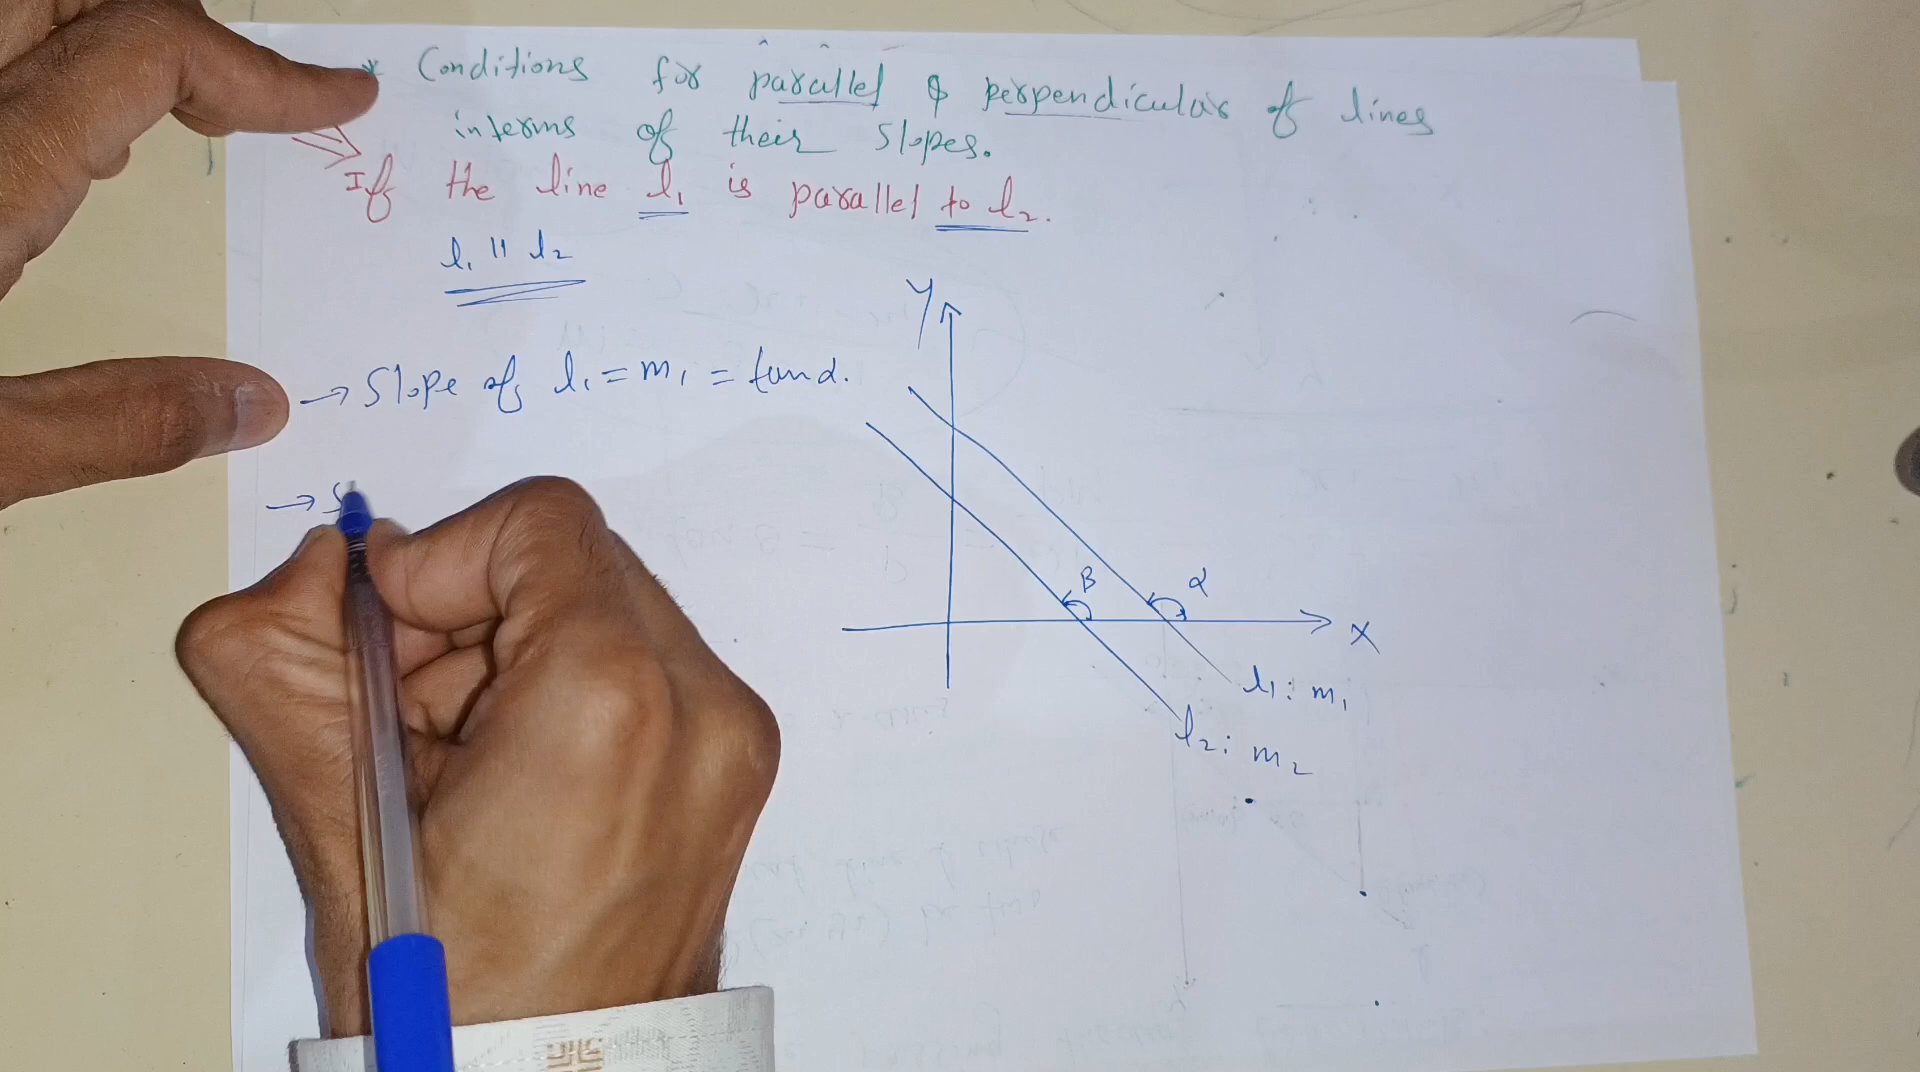 * Conditions for parallel & perpendicular of lines
interms of their slopes.
If the line l₁ is parallel to l₂.
l₁ || l₂
→ Slope of l₁ = m₁ = tan α.
→ S
Y
B
α
X
l₁: m₁
l₂: m₂